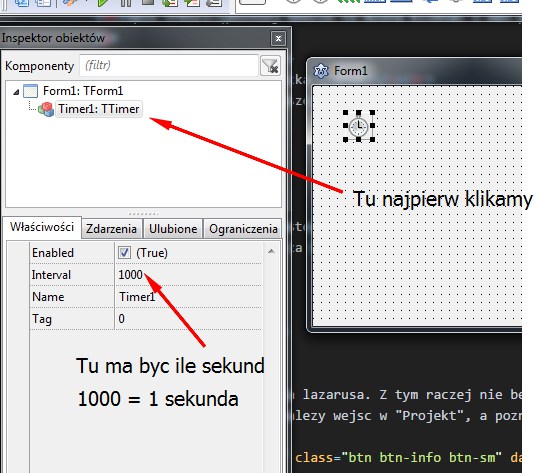 Inspektor obiektów
Komponenty (filtr)
Form1: TForm1
Timer1: TTimer
Form1
Tu najpierw klikamy
Właściwości Zdarzenia Ulubione Ograniczenia
Enabled (True)
Interval 1000
Name Timer1
Tag 0
Tu ma byc ile sekund
1000 = 1 sekunda
lazarusa. Z tym raczej nie be
alezy wejsc w "Projekt", a poz
class="btn btn-info btn-sm" da